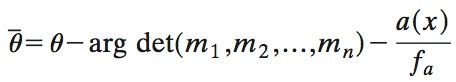 θ̅ = θ − arg det(m₁,m₂,…,mₙ) − a(x)/fₐ